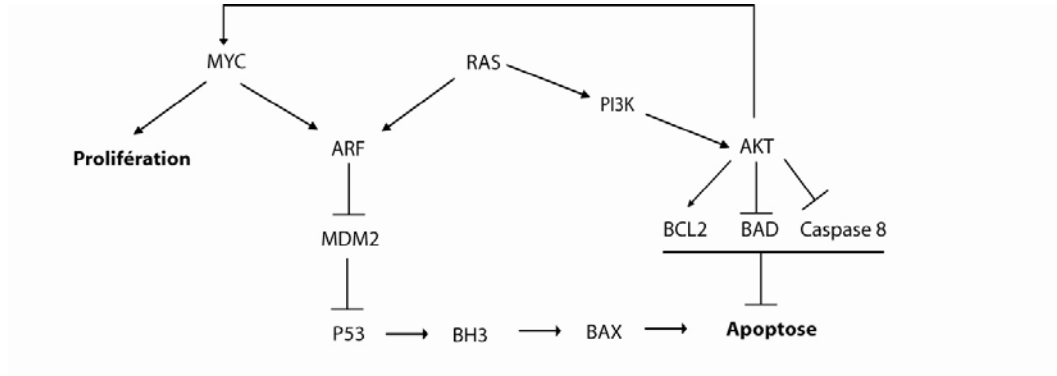 MYC
RAS
PI3K
Prolifération
ARF
AKT
MDM2
BCL2 BAD Caspase 8
P53 BH3 BAX Apoptose